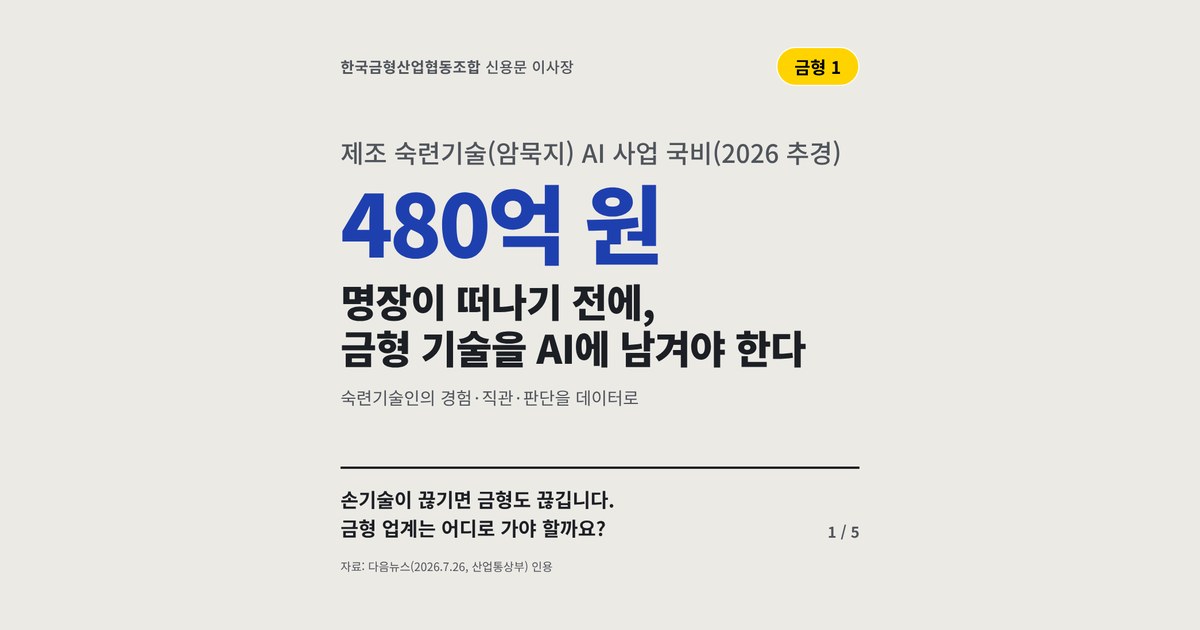 한국금형산업협동조합 신용문 이사장
금형 1
제조 숙련기술(암묵지) AI 사업 국비(2026 추경)
480억 원
명장이 떠나기 전에,
금형 기술을 AI에 남겨야 한다
숙련기술인의 경험·직관·판단을 데이터로
손기술이 끊기면 금형도 끊깁니다.
금형 업계는 어디로 가야 할까요?
1 / 5
자료: 다음뉴스(2026.7.26, 산업통상부) 인용